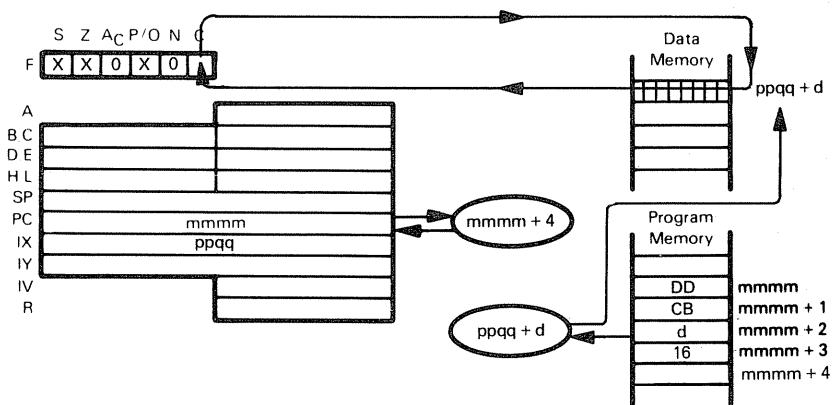 S Z AC P/O N C
F X X 0 X 0
Data
Memory
ppqq + d
A
B C
D E
H L
SP
PC mmmm
IX ppqq
IY
IV
R
mmmm + 4
ppqq + d
Program
Memory
DD mmmm
CB mmmm + 1
d mmmm + 2
16 mmmm + 3
mmmm + 4